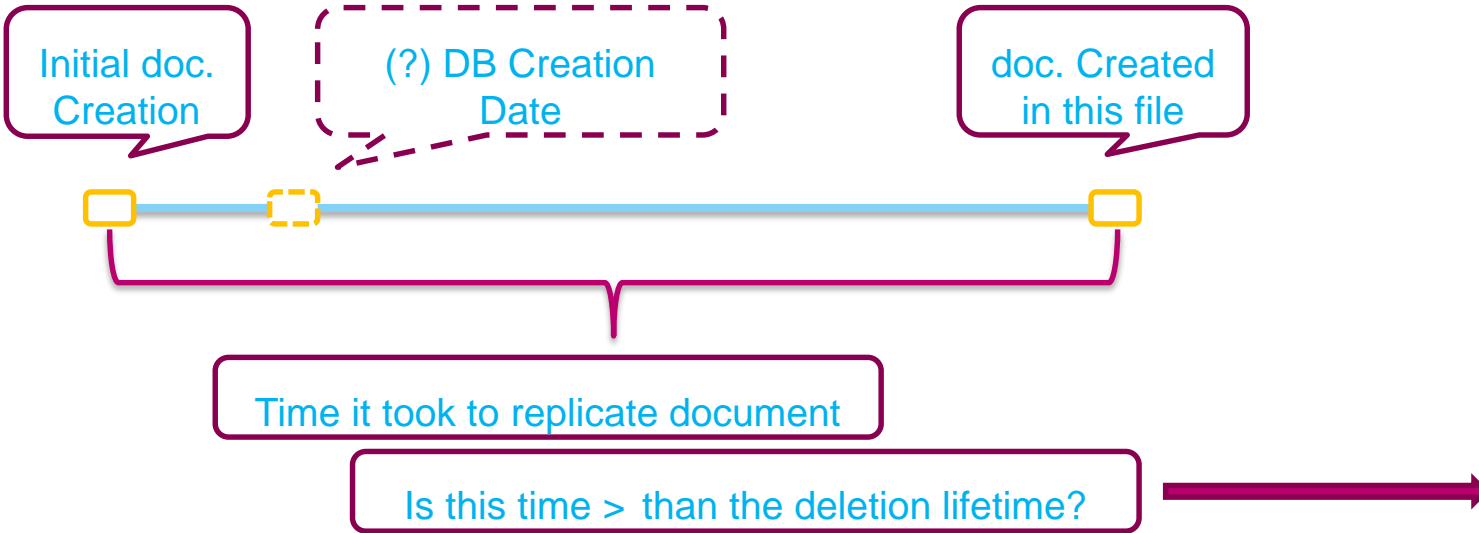 Initial doc.
Creation
(?) DB Creation
Date
doc. Created
in this file
Time it took to replicate document
Is this time > than the deletion lifetime?